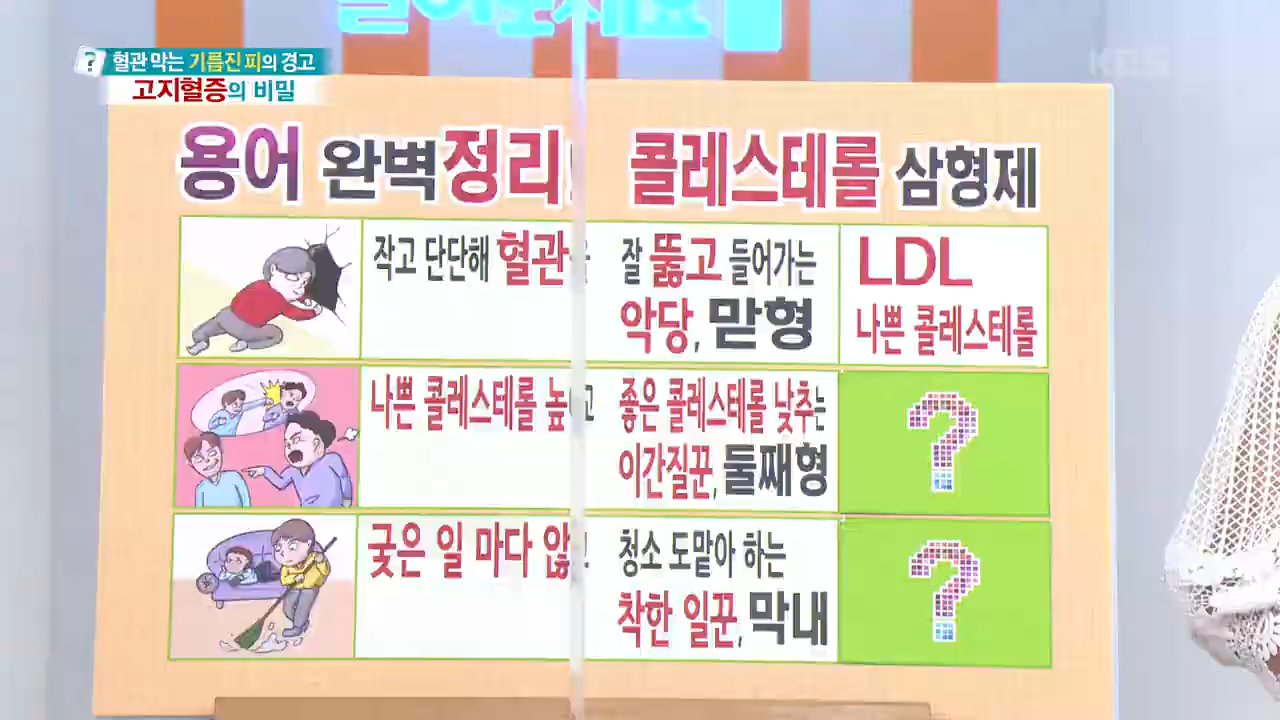 들어보세요
KBS
? 혈관 막는 기름진 피의 경고
고지혈증의 비밀
용어 완벽정리! 콜레스테롤 삼형제
작고 단단해 혈관을 잘 뚫고 들어가는
악당, 맏형
LDL
나쁜 콜레스테롤
나쁜 콜레스테롤 높이고 좋은 콜레스테롤 낮추는
이간질꾼, 둘째형
?
궂은 일 마다 않고 청소 도맡아 하는
착한 일꾼, 막내
?